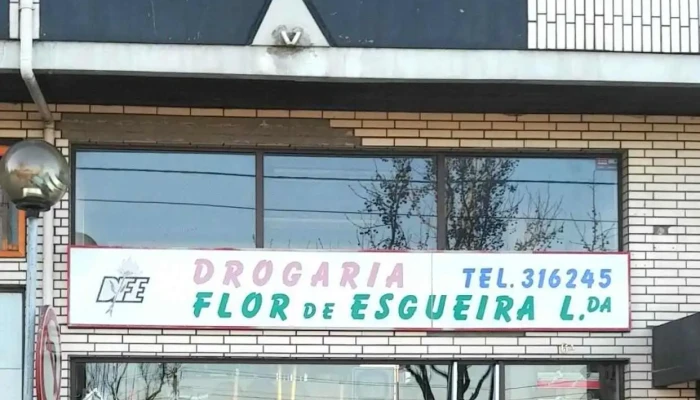 DFE
DROGARIA TEL. 316245
FLOR DE ESGUEIRA L.DA